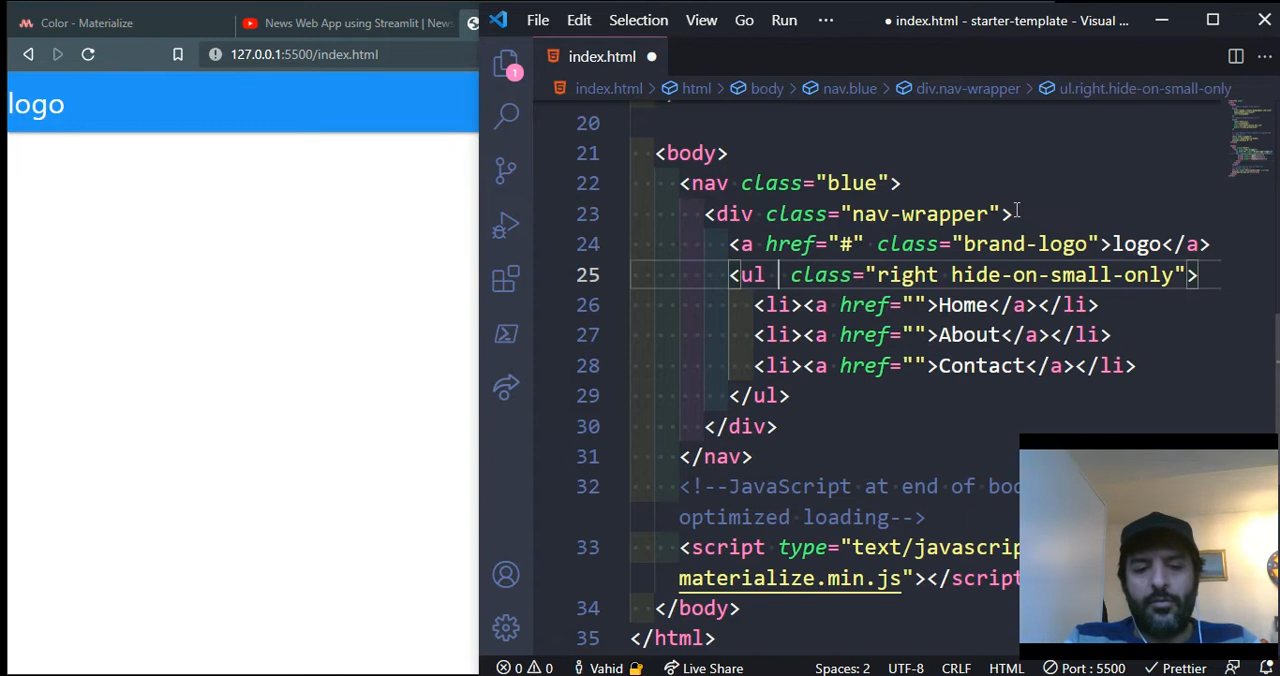 Color - Materialize
News Web App using Streamlit | News
127.0.0.1:5500/index.html
logo
File Edit Selection View Go Run ···
● index.html - starter-template - Visual ...
index.html ●
index.html > html > body > nav.blue > div.nav-wrapper > ul.right.hide-on-small-only
1
20
21 <body>
22 <nav class="blue">
23 <div class="nav-wrapper">
24 <a href="#" class="brand-logo">logo</a>
25 <ul  class="right hide-on-small-only">
26 <li><a href="">Home</a></li>
27 <li><a href="">About</a></li>
28 <li><a href="">Contact</a></li>
29 </ul>
30 </div>
31 </nav>
32 <!--JavaScript at end of bod
optimized loading-->
33 <script type="text/javascrip
materialize.min.js"></script
34 </body>
35 </html>
0 0 Vahid Live Share Spaces: 2 UTF-8 CRLF HTML Port : 5500 Prettier